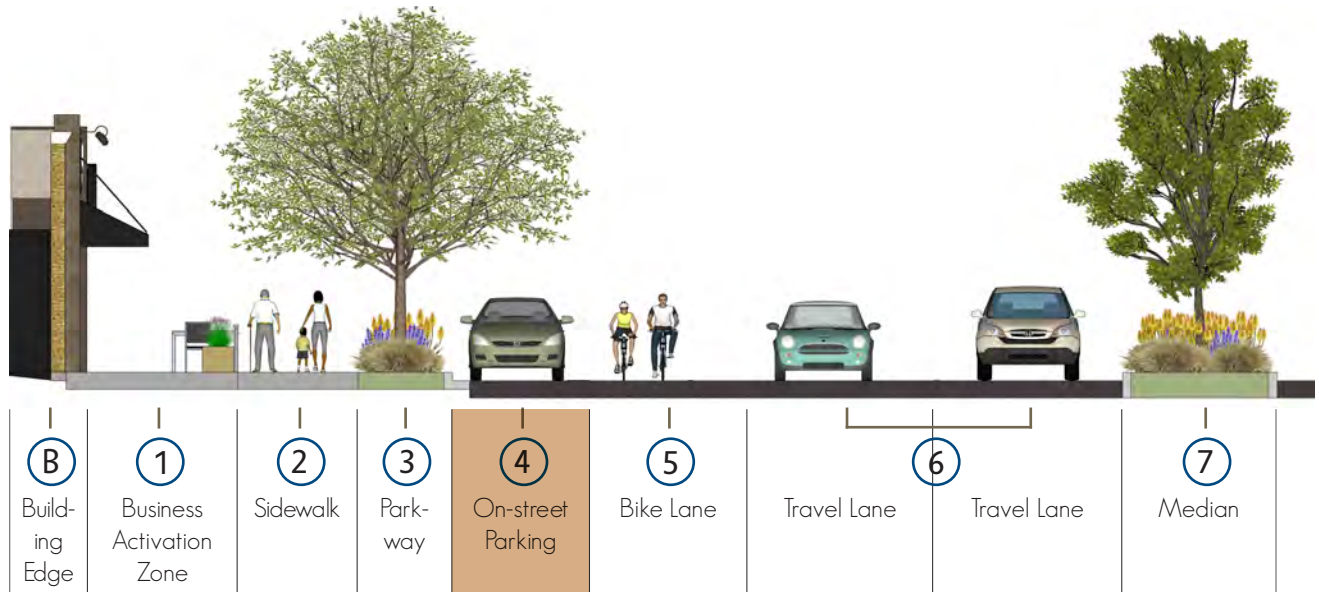 B
Build-
ing
Edge
1
Business
Activation
Zone
2
Sidewalk
3
Park-
way
4
On-street
Parking
5
Bike Lane
6
Travel Lane
Travel Lane
7
Median